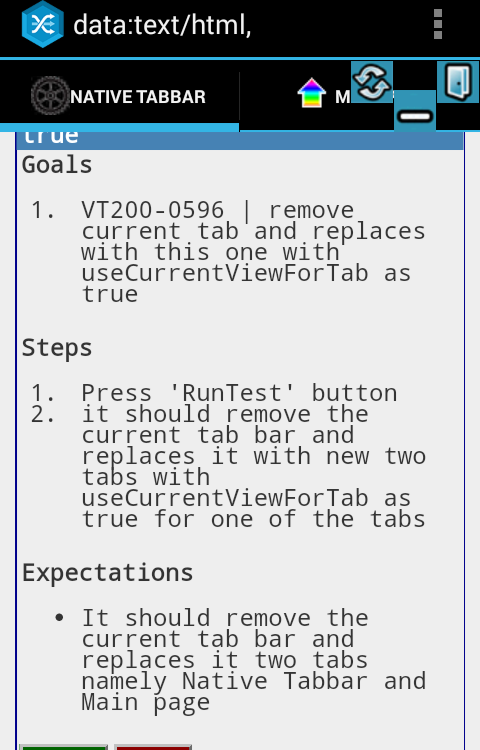 data:text/html,
NATIVE TABBAR
M
true
Goals
1. VT200-0596 | remove
current tab and replaces
with this one with
useCurrentViewForTab as
true
Steps
1. Press 'RunTest' button
2. it should remove the
current tab bar and
replaces it with new two
tabs with
useCurrentViewForTab as
true for one of the tabs
Expectations
• It should remove the
current tab bar and
replaces it two tabs
namely Native Tabbar and
Main page